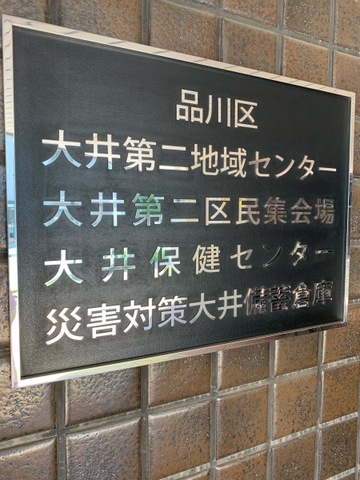 品川区
大井第二地域センター
大井第二区民集会場
大井保健センター
災害対策大井備蓄倉庫